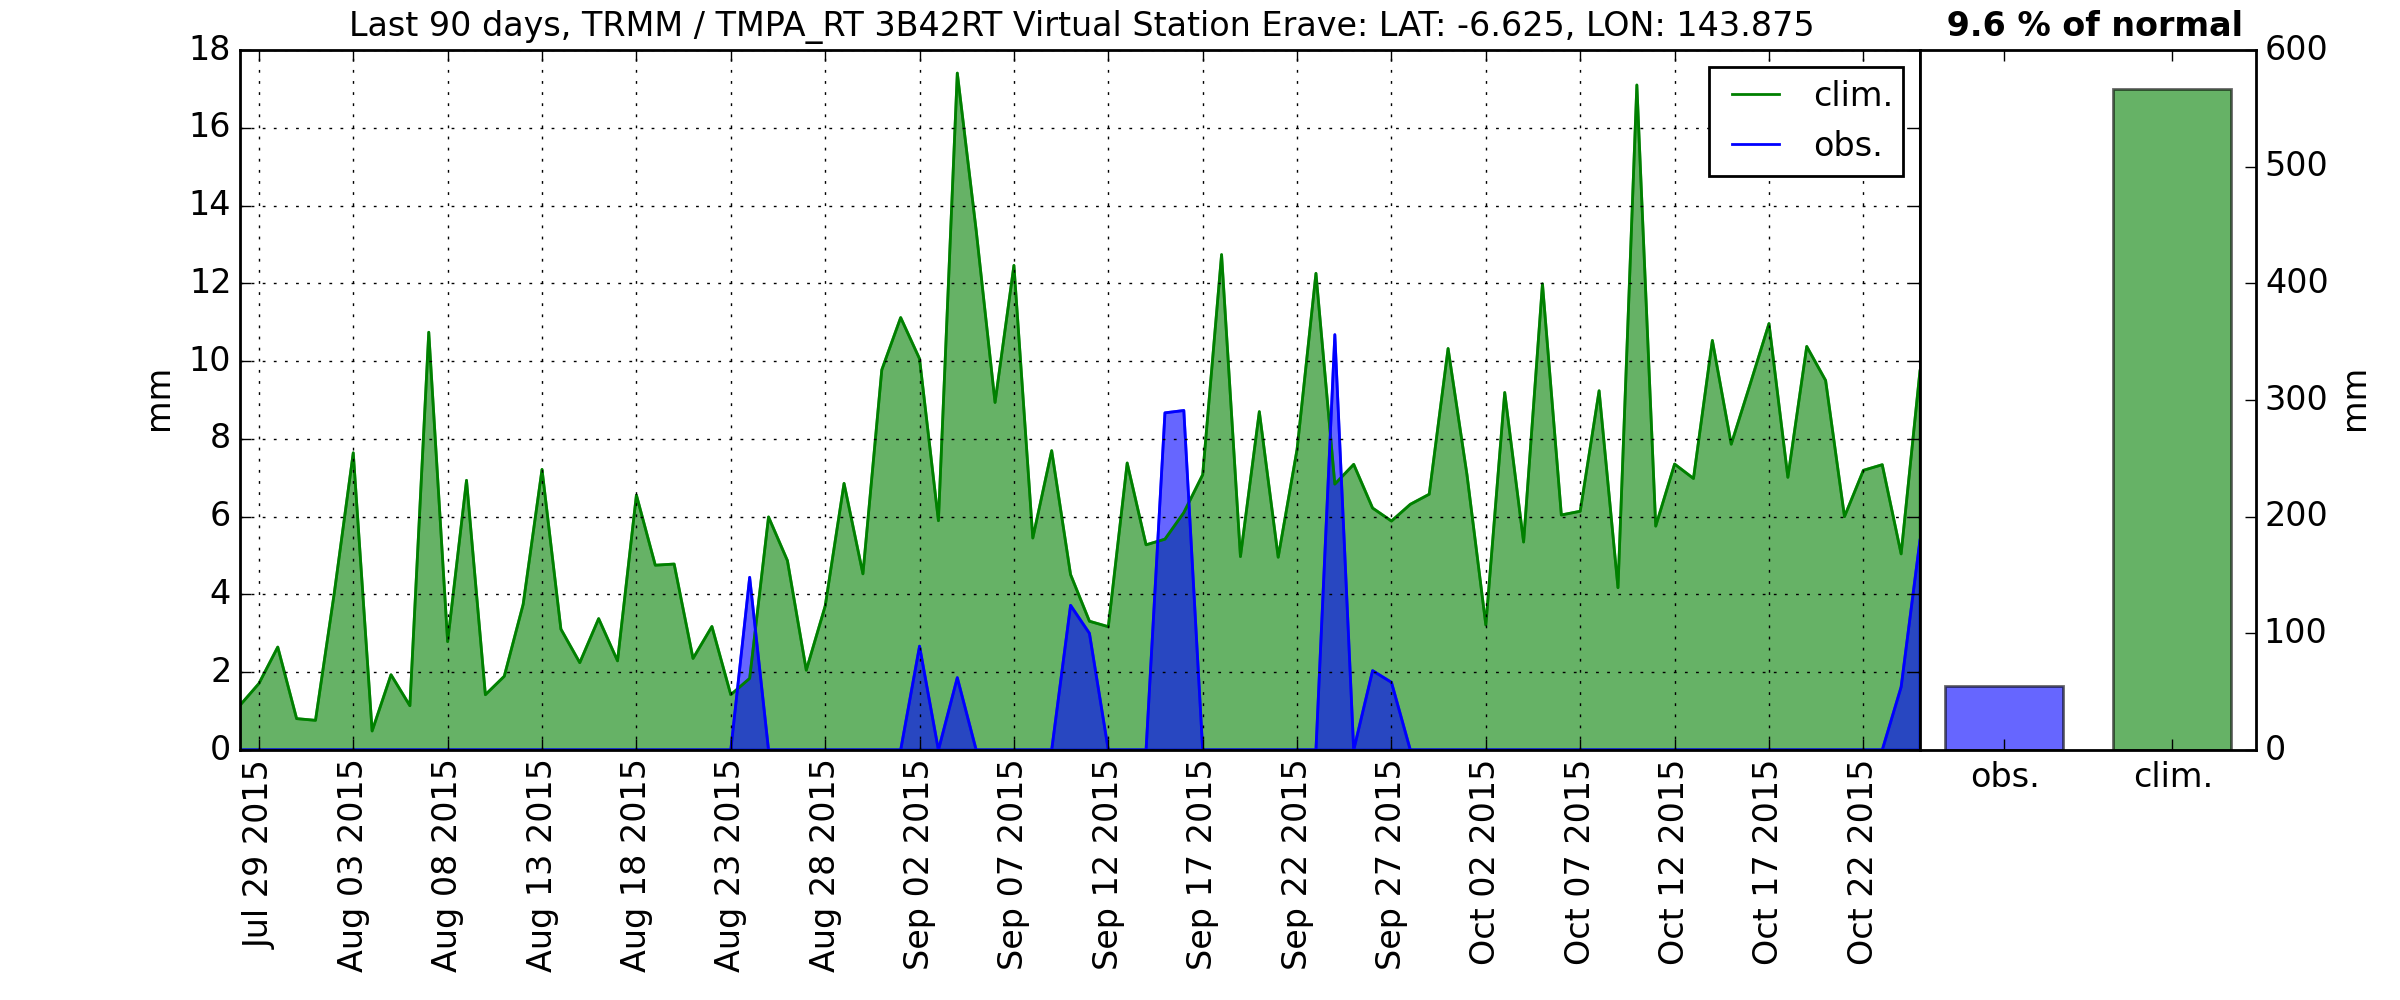 Last 90 days, TRMM / TMPA_RT 3B42RT Virtual Station Erave: LAT: -6.625, LON: 143.875
9.6 % of normal
18
16
14
12
10
8
6
4
2
0
mm
clim.
obs.
600
500
400
300
200
100
0
mm
Jul 29 2015
Aug 03 2015
Aug 08 2015
Aug 13 2015
Aug 18 2015
Aug 23 2015
Aug 28 2015
Sep 02 2015
Sep 07 2015
Sep 12 2015
Sep 17 2015
Sep 22 2015
Sep 27 2015
Oct 02 2015
Oct 07 2015
Oct 12 2015
Oct 17 2015
Oct 22 2015
obs.
clim.